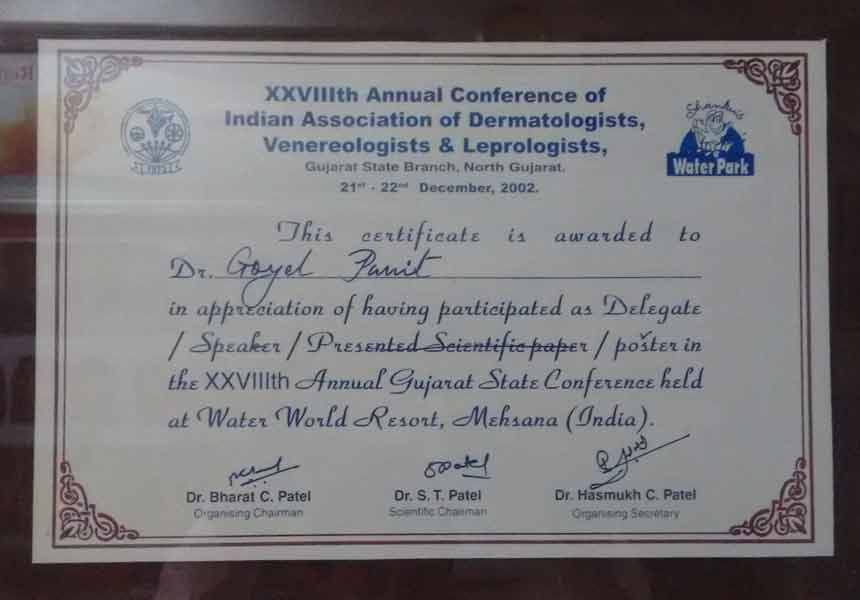 XXVIIIth Annual Conference of
Indian Association of Dermatologists,
Venereologists & Leprologists,
Gujarat State Branch, North Gujarat.
21st - 22nd December, 2002.
Shanku's
Water Park
1973
This certificate is awarded to
Dr. Goyel Panit
in appreciation of having participated as Delegate
/ Speaker / Presented Scientific paper / poster in
the XXVIIIth Annual Gujarat State Conference held
at Water World Resort, Mehsana (India).
Dr. Bharat C. Patel
Organising Chairman
Dr. S. T. Patel
Scientific Chairman
Dr. Hasmukh C. Patel
Organising Secretary